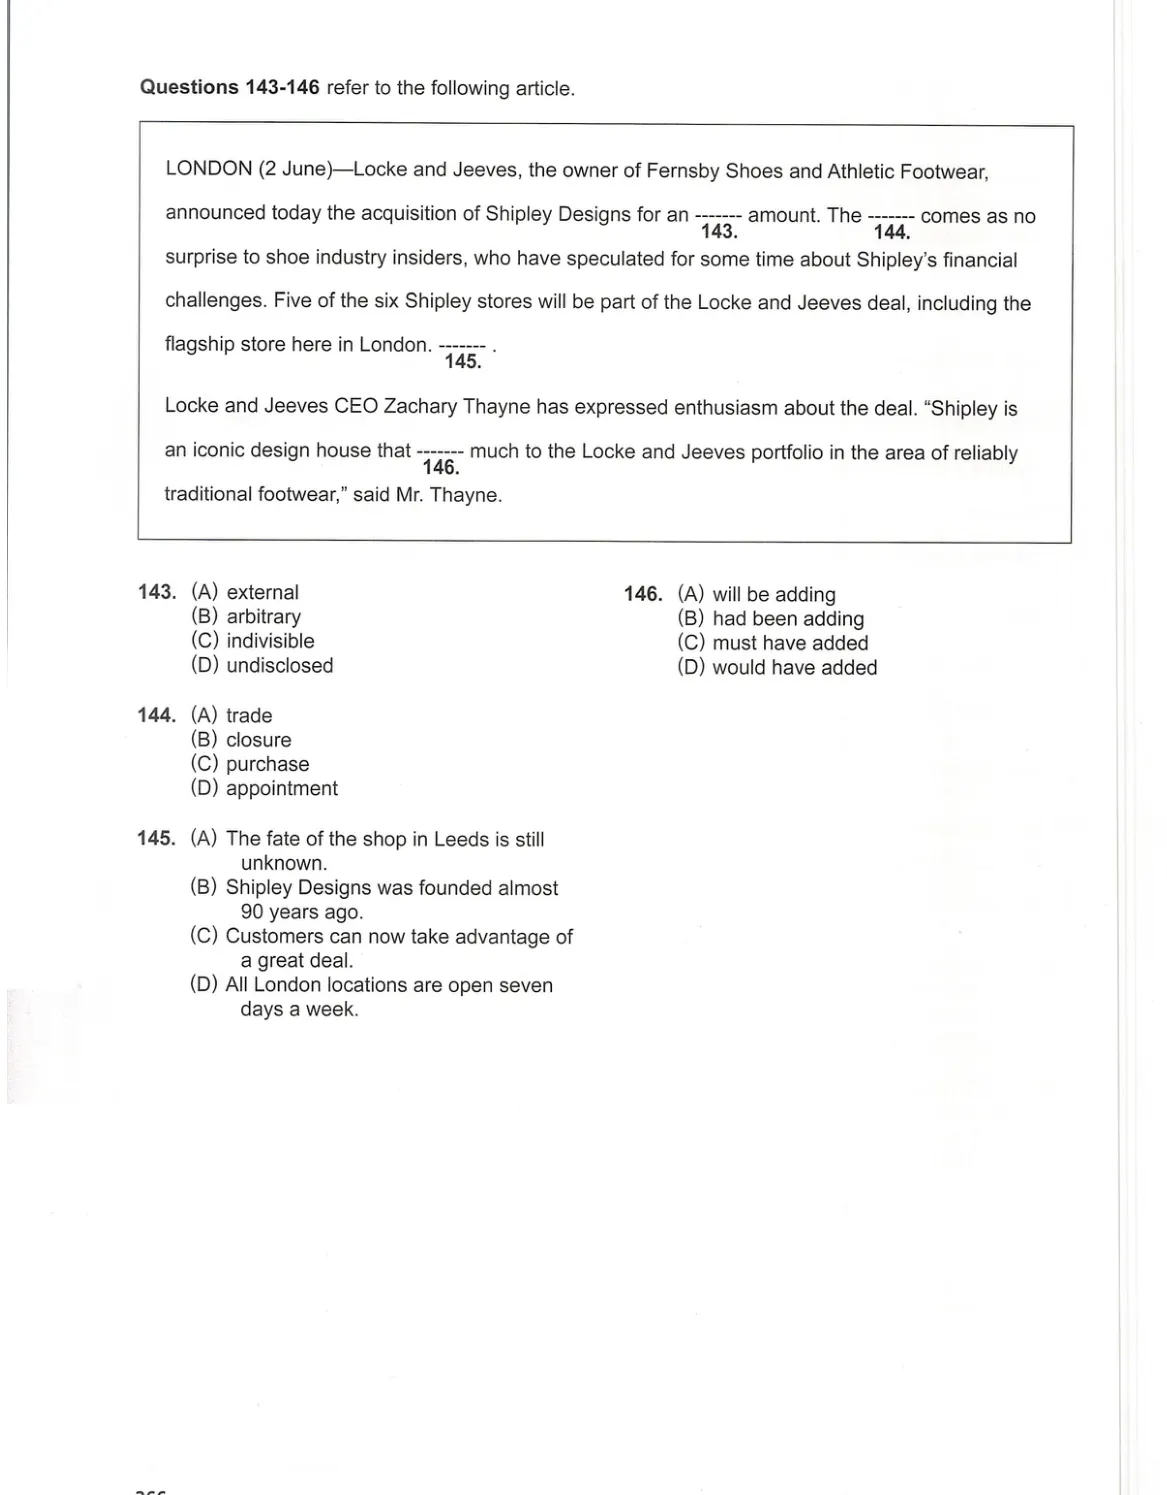 Questions 143-146 refer to the following article.
LONDON (2 June)—Locke and Jeeves, the owner of Fernsby Shoes and Athletic Footwear,
announced today the acquisition of Shipley Designs for an ------- amount. The ------- comes as no
143. 144.
surprise to shoe industry insiders, who have speculated for some time about Shipley's financial
challenges. Five of the six Shipley stores will be part of the Locke and Jeeves deal, including the
flagship store here in London. ------- .
145.
Locke and Jeeves CEO Zachary Thayne has expressed enthusiasm about the deal. “Shipley is
an iconic design house that ------- much to the Locke and Jeeves portfolio in the area of reliably
146.
traditional footwear,” said Mr. Thayne.
143. (A) external
(B) arbitrary
(C) indivisible
(D) undisclosed
144. (A) trade
(B) closure
(C) purchase
(D) appointment
145. (A) The fate of the shop in Leeds is still
unknown.
(B) Shipley Designs was founded almost
90 years ago.
(C) Customers can now take advantage of
a great deal.
(D) All London locations are open seven
days a week.
146. (A) will be adding
(B) had been adding
(C) must have added
(D) would have added